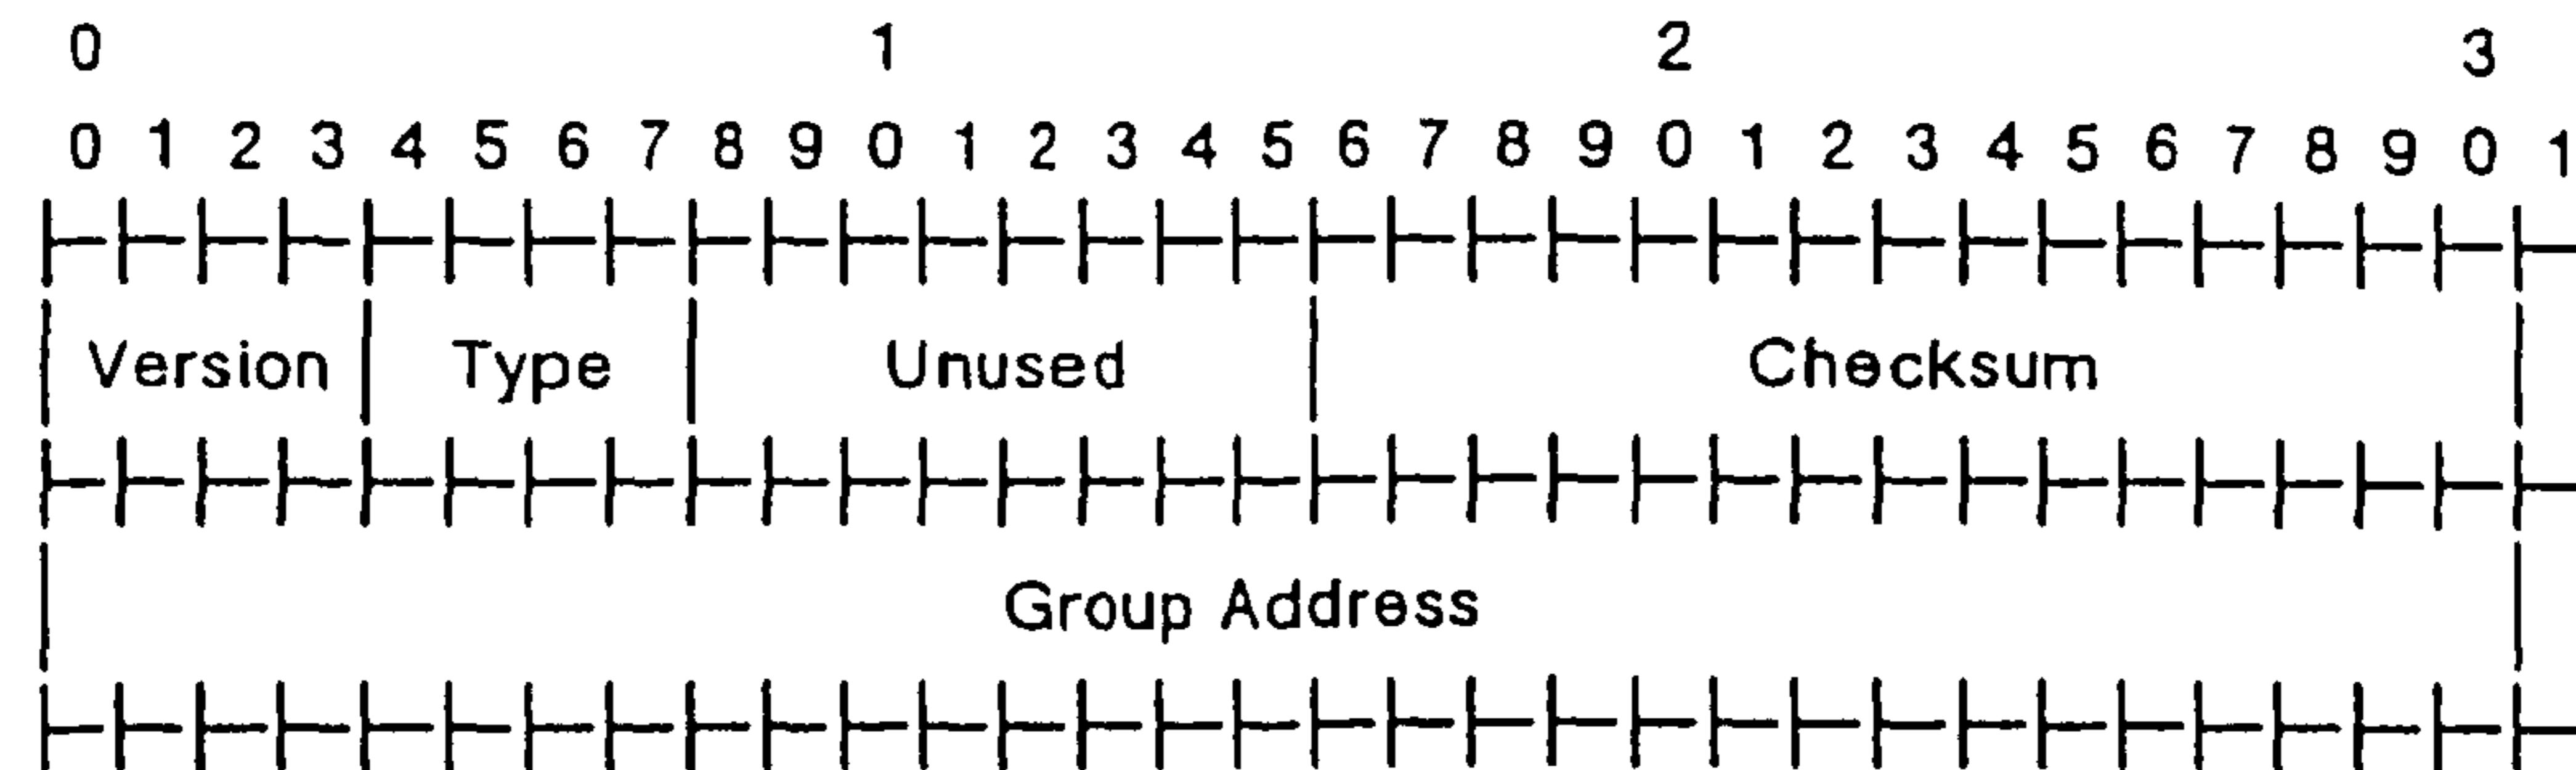 0 1 2 3
0 1 2 3 4 5 6 7 8 9 0 1 2 3 4 5 6 7 8 9 0 1 2 3 4 5 6 7 8 9 0 1
Version Type Unused Checksum
Group Address